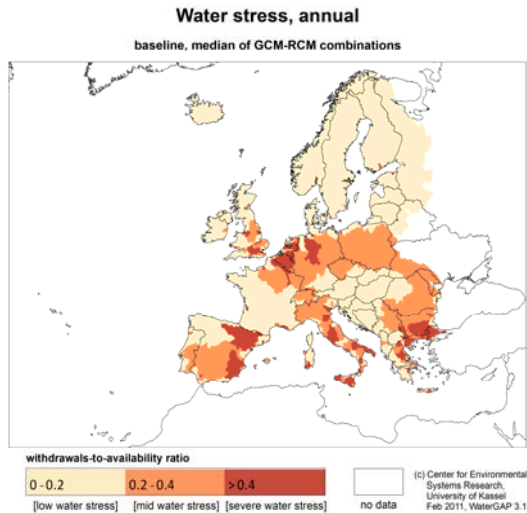 Water stress, annual
baseline, median of GCM-RCM combinations
withdrawals-to-availability ratio
0 - 0.2
0.2 - 0.4
> 0.4
[low water stress]
[mid water stress]
[severe water stress]
no data
(c) Center for Environmental
Systems Research,
University of Kassel
Feb 2011, WaterGAP 3.1